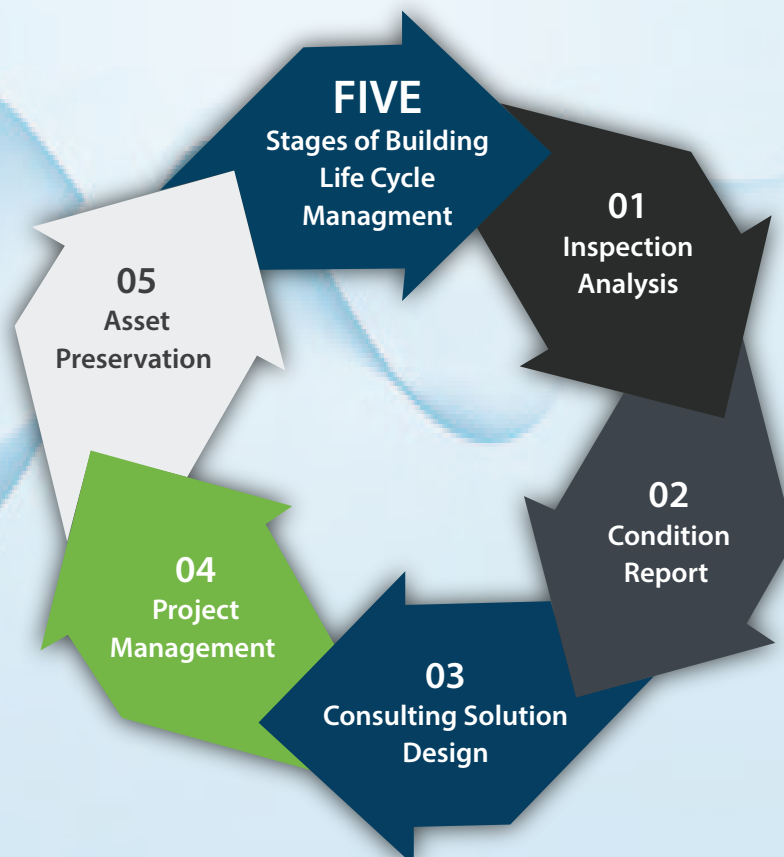 FIVE
Stages of Building
Life Cycle
Managment
01
Inspection
Analysis
02
Condition
Report
03
Consulting Solution
Design
04
Project
Management
05
Asset
Preservation